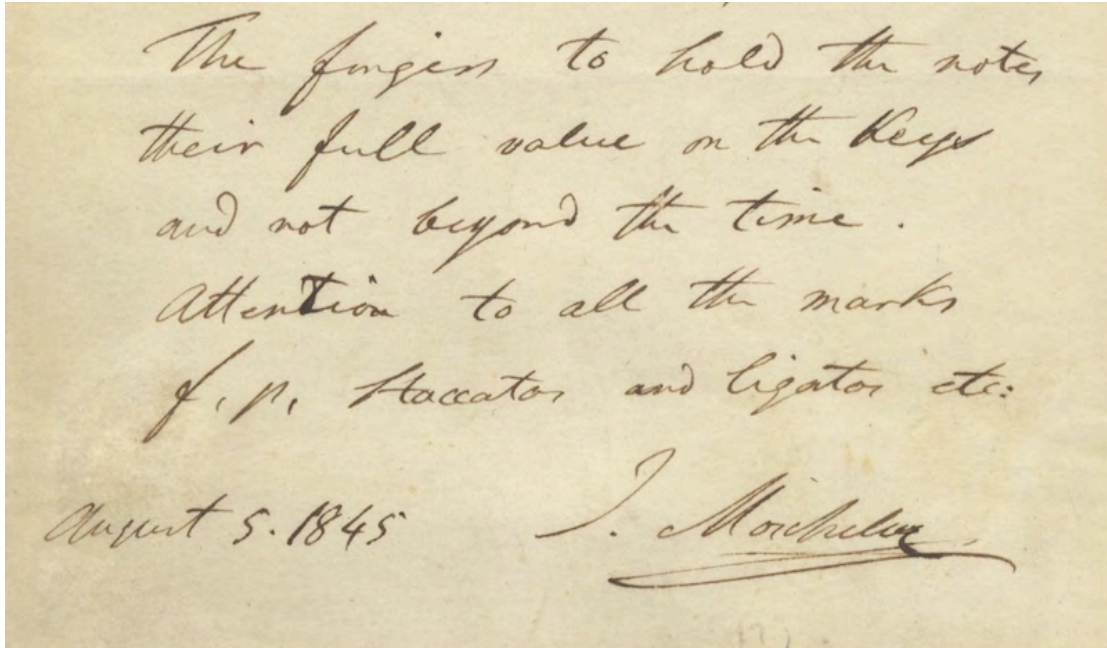 The fingers to hold the notes
their full value on the Keys
and not beyond the time.
Attention to all the marks
f, p, Staccatos and ligatos etc:
August 5. 1845 I. Moscheles